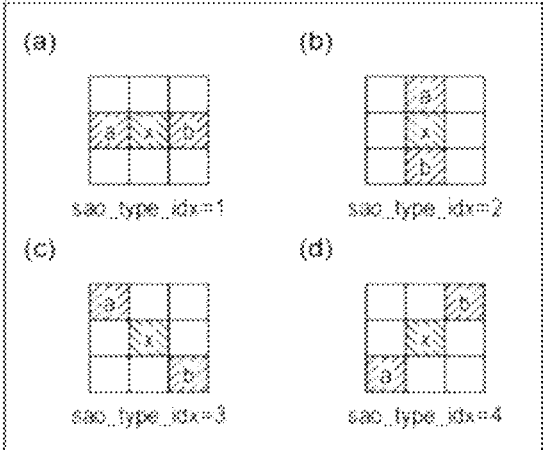 (a) (b)
a
a x b x
b
sao_type_idx=1 sao_type_idx=2
(c) (d)
a b
x x
b a
sao_type_idx=3 sao_type_idx=4